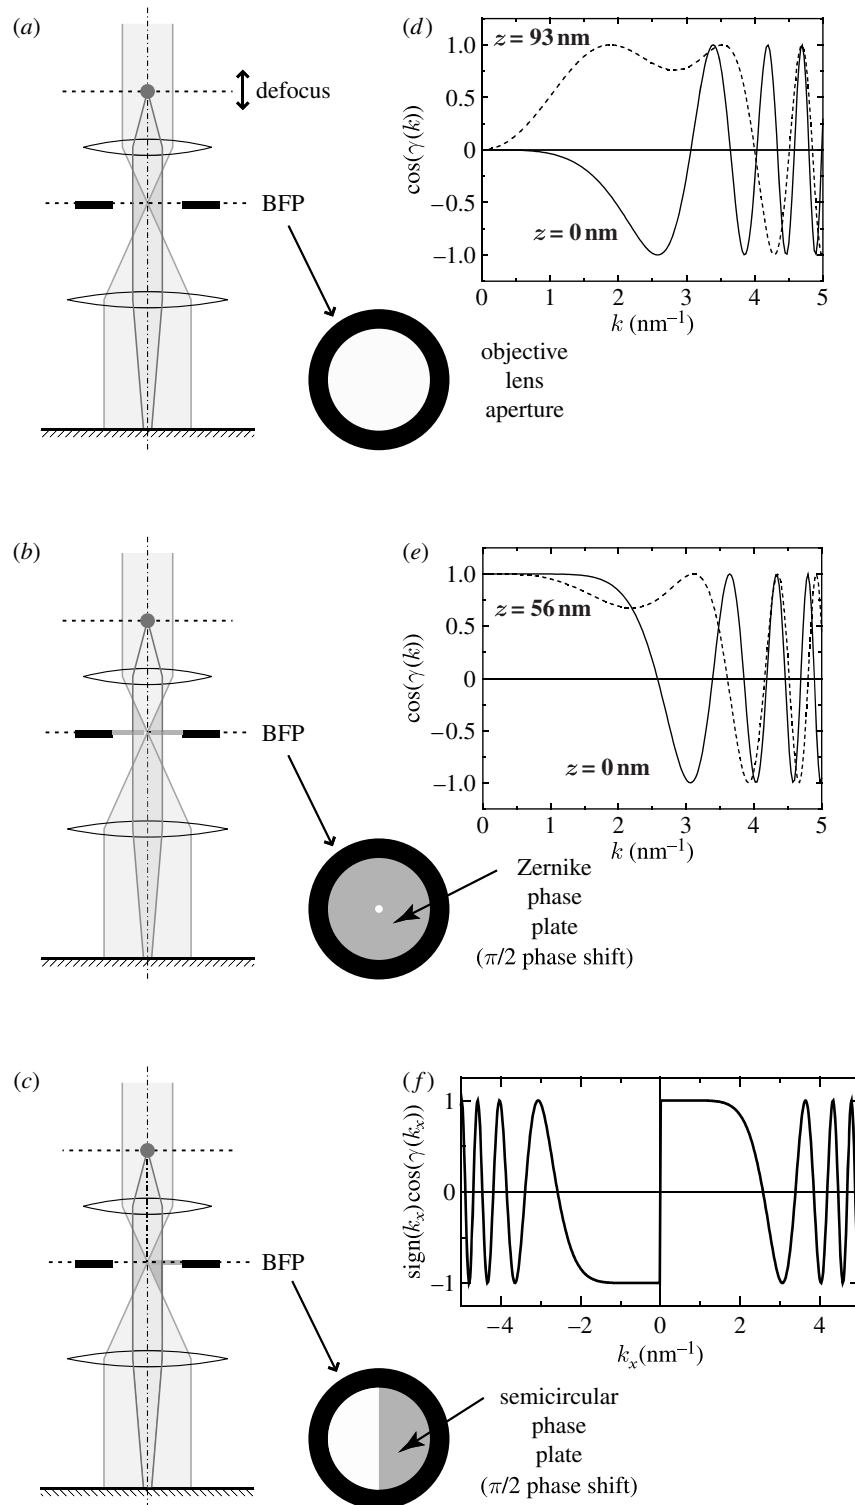 (a)
defocus
BFP
objective
lens
aperture
(d)
z = 93 nm
z = 0 nm
cos(γ(k))
1.0
0.5
0
−0.5
−1.0
0 1 2 3 4 5
k (nm⁻¹)
(b)
BFP
Zernike
phase
plate
(π/2 phase shift)
(e)
z = 56 nm
z = 0 nm
cos(γ(k))
1.0
0.5
0
−0.5
−1.0
0 1 2 3 4 5
k (nm⁻¹)
(c)
BFP
semicircular
phase
plate
(π/2 phase shift)
(f)
sign(kₓ)cos(γ(kₓ))
1
0
−1
−4 −2 0 2 4
kₓ(nm⁻¹)